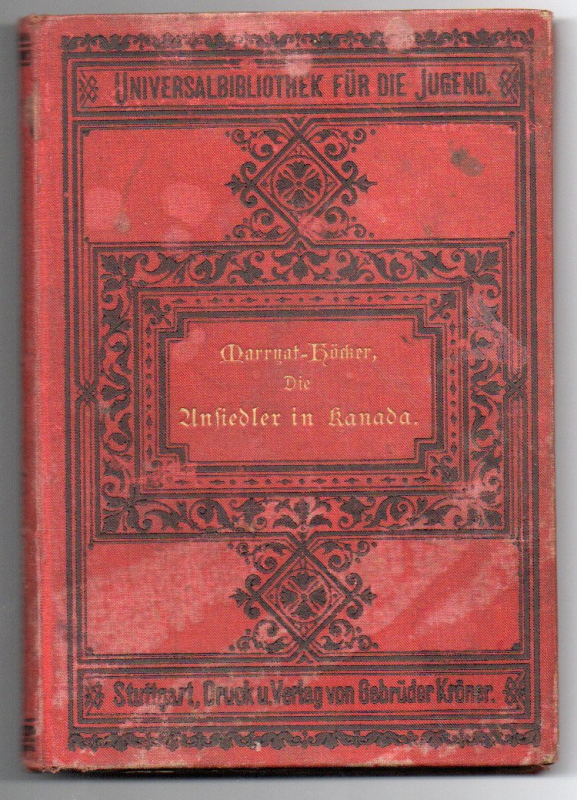 UNIVERSALBIBLIOTHEK FÜR DIE JUGEND.
Marryat-Höcker,
Die
Ansiedler in Kanada.
Stuttgart, Druck u. Verlag von Gebrüder Kröner.